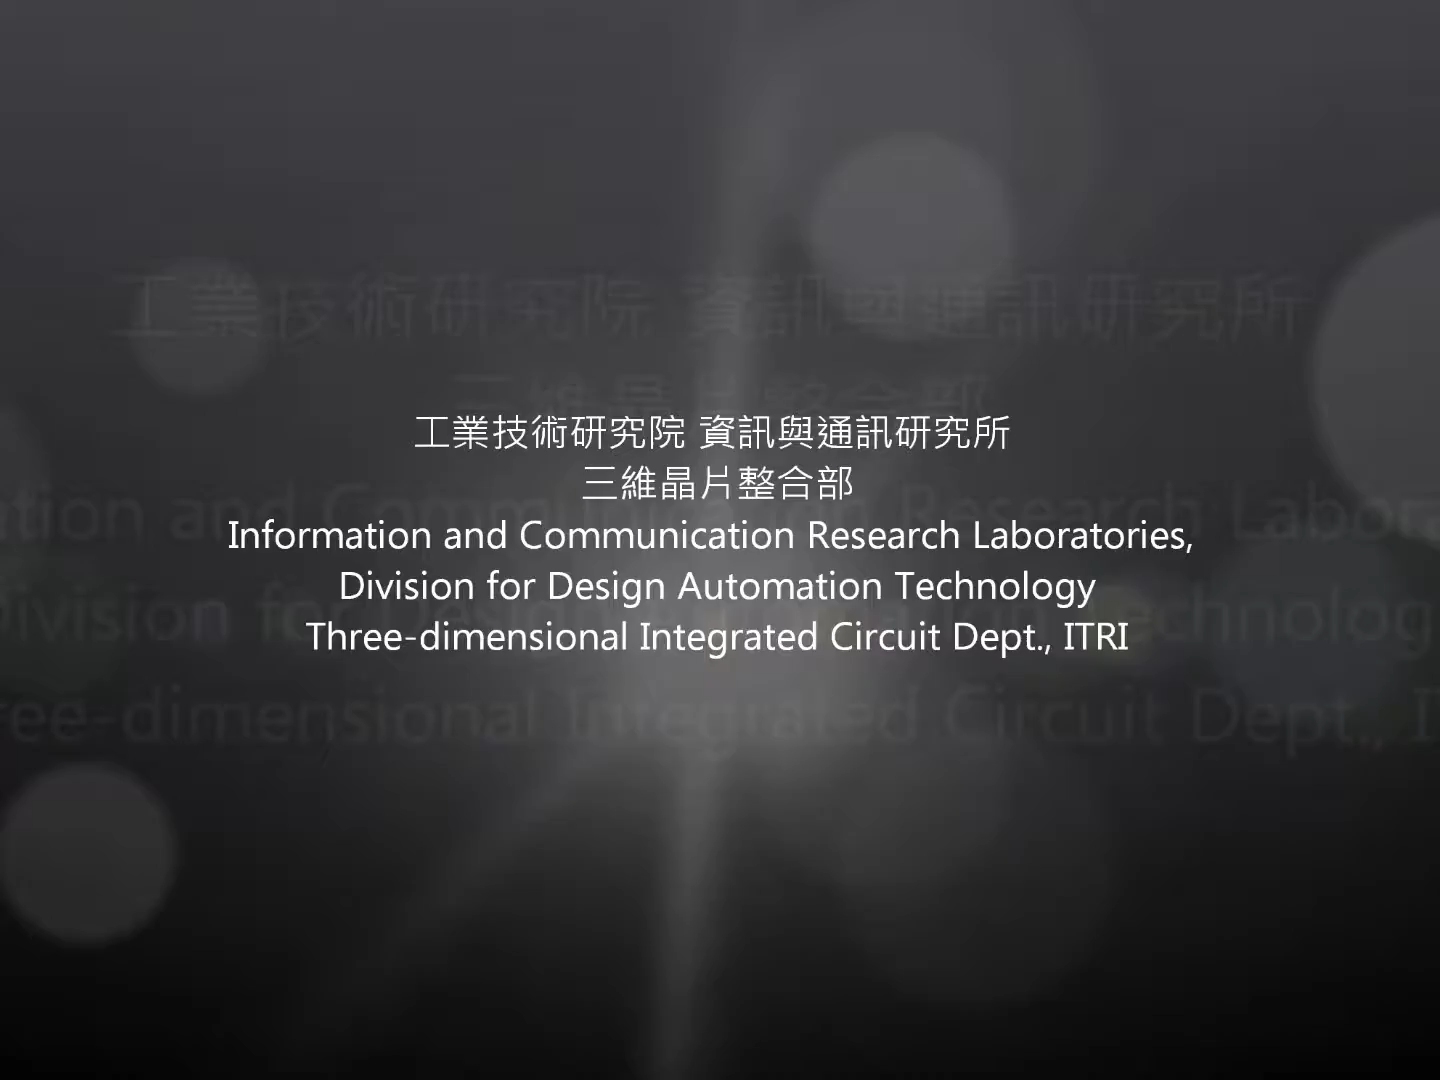 工業技術研究院 資訊與通訊研究所
三維晶片整合部
Information and Communication Research Laboratories,
Division for Design Automation Technology
Three-dimensional Integrated Circuit Dept., ITRI